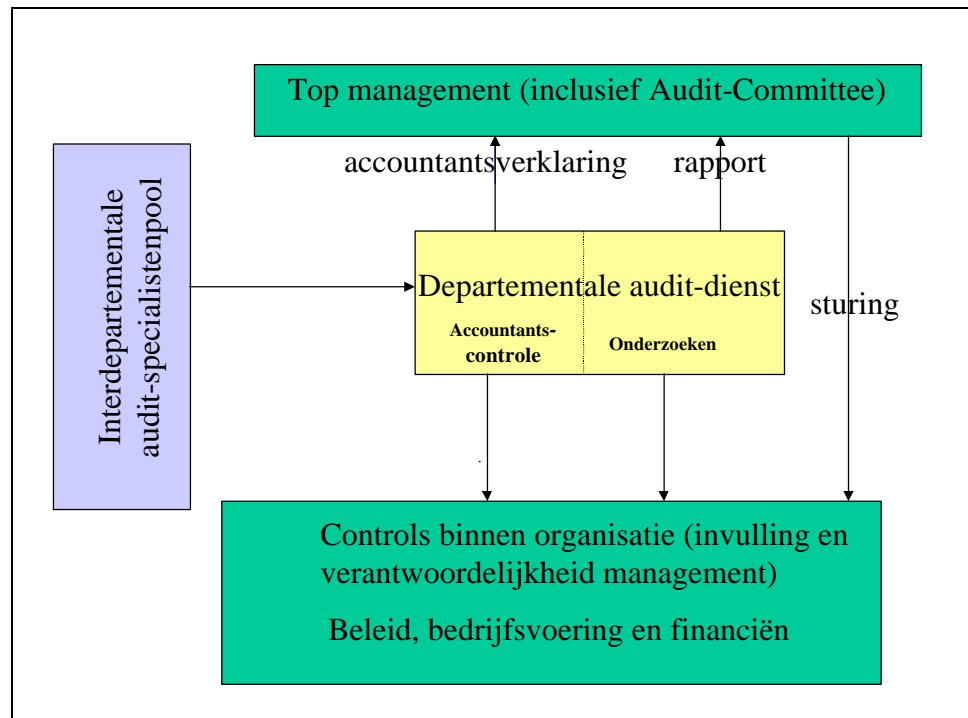 Top management (inclusief Audit-Committee)
accountantsverklaring rapport
Interdepartementale
audit-specialistenpool
Departementale audit-dienst
Accountants-
controle
Onderzoeken
sturing
Controls binnen organisatie (invulling en
verantwoordelijkheid management)
Beleid, bedrijfsvoering en financiën